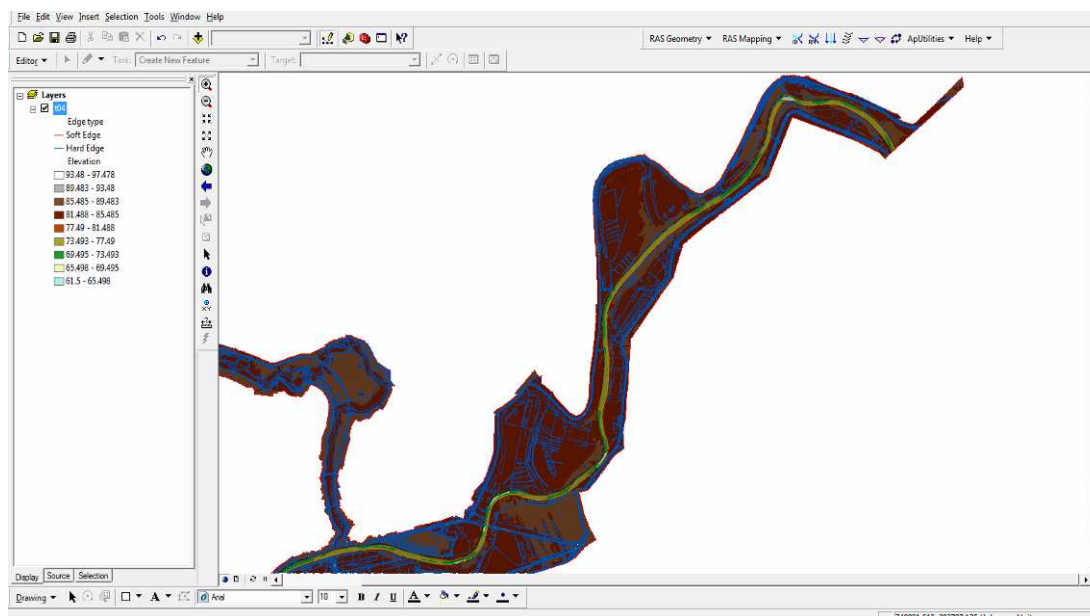 File Edit View Insert Selection Tools Window Help
RAS Geometry RAS Mapping ApUtilities Help
Editor Task: Create New Feature Target:
Layers
t04
Edge type
Soft Edge
Hard Edge
Elevation
93.48 - 97.478
89.483 - 93.48
85.485 - 89.483
81.488 - 85.485
77.49 - 81.488
73.493 - 77.49
69.495 - 73.493
65.498 - 69.495
61.5 - 65.498
XY
Display Source Selection
Drawing A Arial 10 B I U A